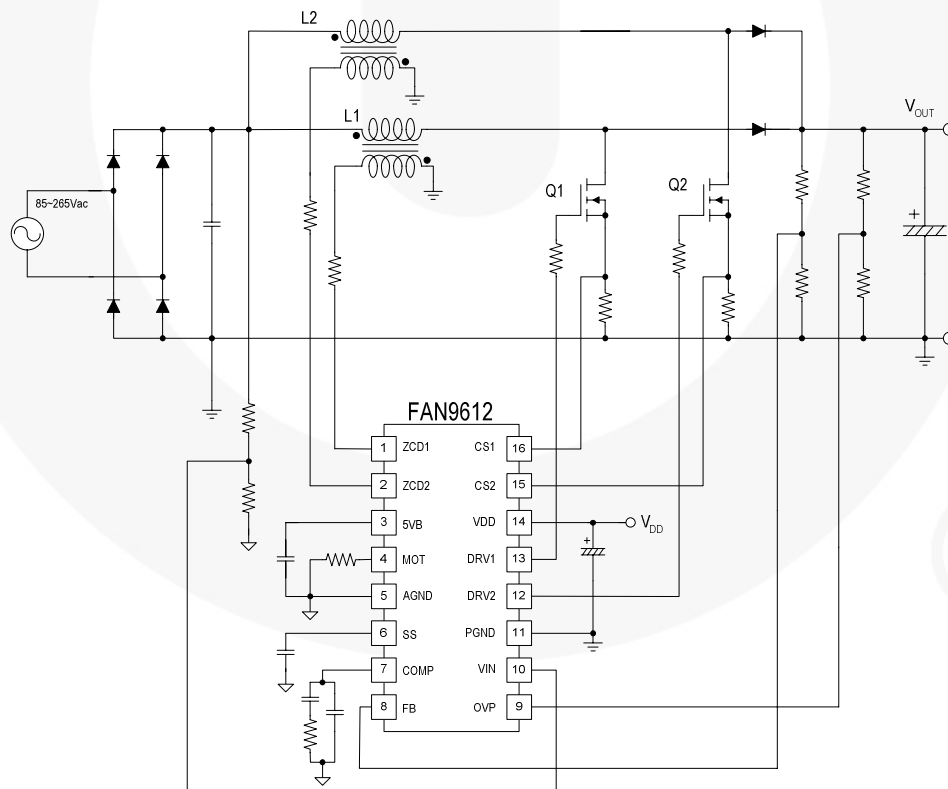 L2
L1
V_OUT
85~265Vac
Q1
Q2
+
FAN9612
1 ZCD1 CS1 16
2 ZCD2 CS2 15
3 5VB VDD 14
V_DD
4 MOT DRV1 13
+
5 AGND DRV2 12
6 SS PGND 11
7 COMP VIN 10
8 FB OVP 9